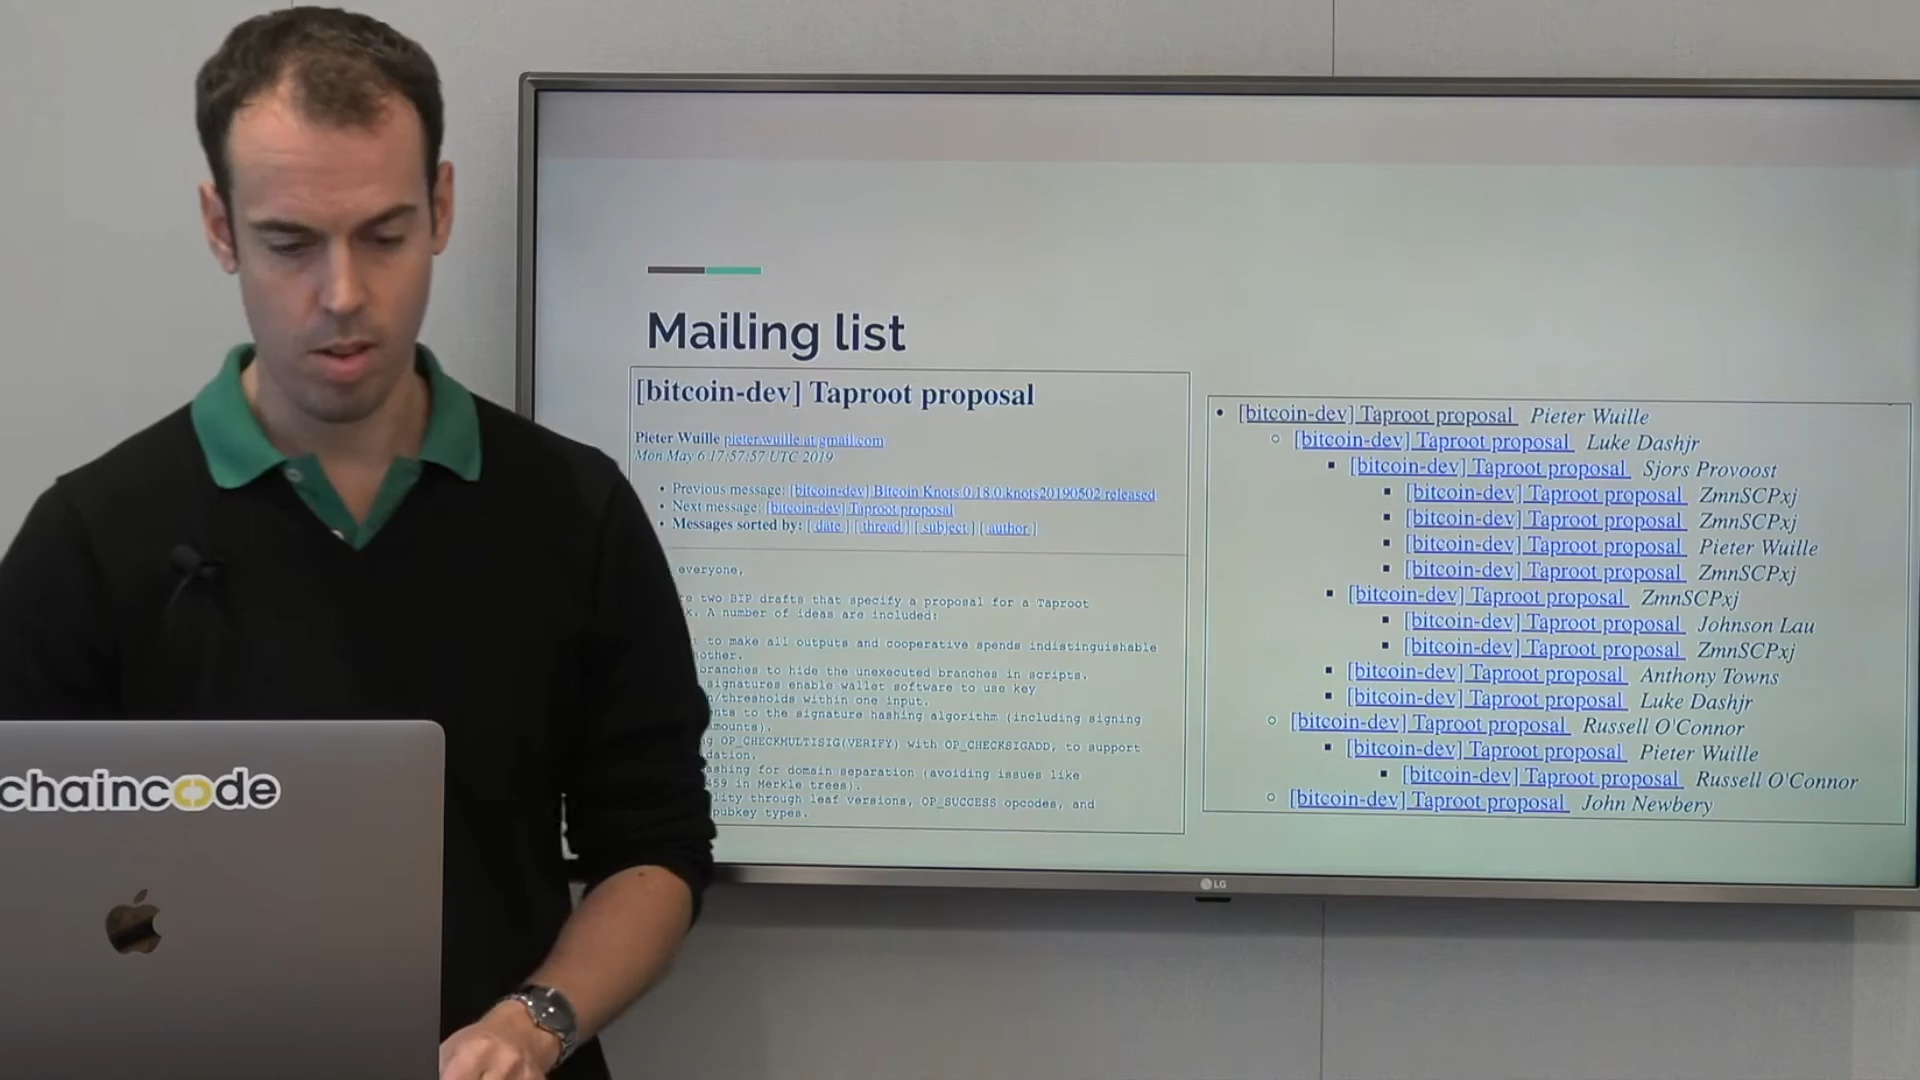 Mailing list
[bitcoin-dev] Taproot proposal
Pieter Wuille pieter.wuille at gmail.com
Mon May 6 17:57:57 UTC 2019
• Previous message: [bitcoin-dev] Bitcoin Knots 0.18.0.knots20190502 released
• Next message: [bitcoin-dev] Taproot proposal
• Messages sorted by: [ date ] [ thread ] [ subject ] [ author ]
everyone,
two BIP drafts that specify a proposal for a Taproot
A number of ideas are included:
to make all outputs and cooperative spends indistinguishable
other.
branches to hide the unexecuted branches in scripts.
signatures enable wallet software to use key
n/thresholds within one input.
nts to the signature hashing algorithm (including signing
mounts).
g OP_CHECKMULTISIG(VERIFY) with OP_CHECKSIGADD, to support
dation.
ashing for domain separation (avoiding issues like
in Merkle trees).
lity through leaf versions, OP_SUCCESS opcodes, and
pubkey types.
• [bitcoin-dev] Taproot proposal Pieter Wuille
[bitcoin-dev] Taproot proposal Luke Dashjr
[bitcoin-dev] Taproot proposal Sjors Provoost
[bitcoin-dev] Taproot proposal ZmnSCPxj
[bitcoin-dev] Taproot proposal ZmnSCPxj
[bitcoin-dev] Taproot proposal Pieter Wuille
[bitcoin-dev] Taproot proposal ZmnSCPxj
[bitcoin-dev] Taproot proposal ZmnSCPxj
[bitcoin-dev] Taproot proposal Johnson Lau
[bitcoin-dev] Taproot proposal ZmnSCPxj
[bitcoin-dev] Taproot proposal Anthony Towns
[bitcoin-dev] Taproot proposal Luke Dashjr
[bitcoin-dev] Taproot proposal Russell O'Connor
[bitcoin-dev] Taproot proposal Pieter Wuille
[bitcoin-dev] Taproot proposal Russell O'Connor
[bitcoin-dev] Taproot proposal John Newbery
chaincode
LG